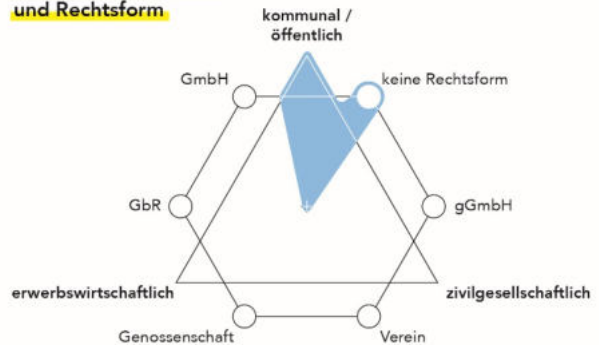 und Rechtsform
kommunal /
öffentlich
GmbH
keine Rechtsform
GbR
gGmbH
erwerbswirtschaftlich
zivilgesellschaftlich
Genossenschaft
Verein